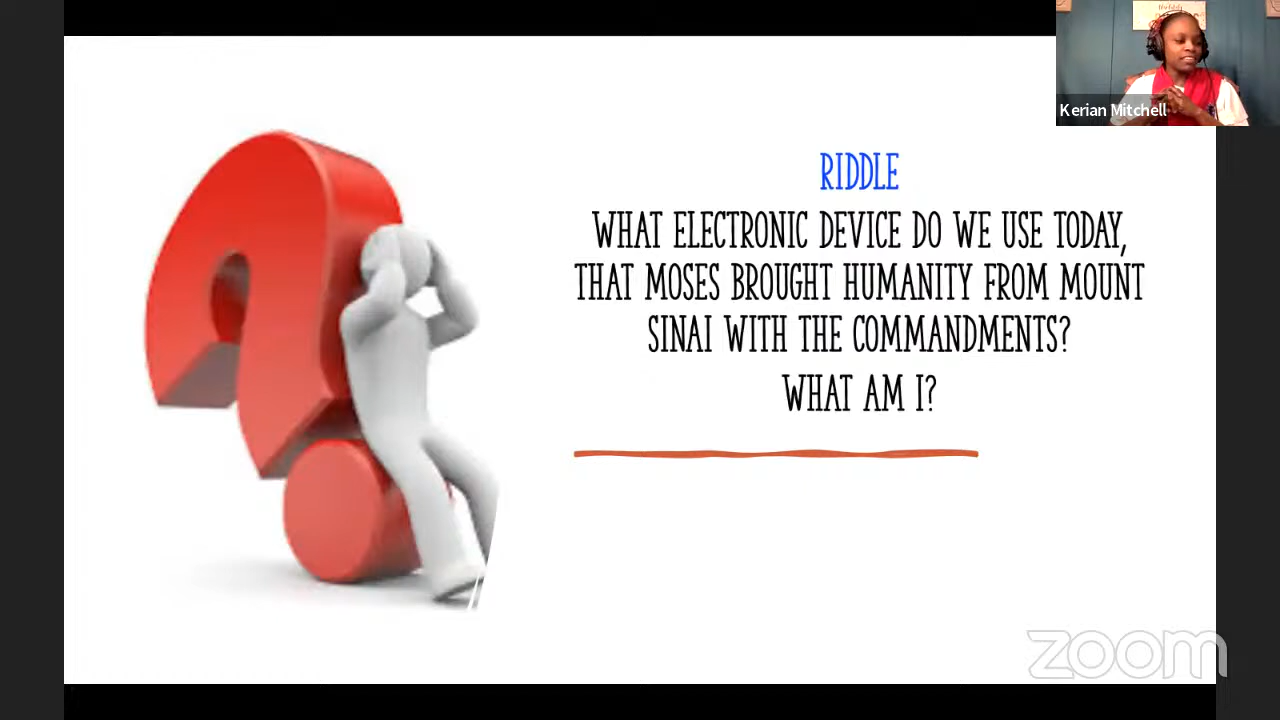 Kerian Mitchell
RIDDLE
WHAT ELECTRONIC DEVICE DO WE USE TODAY,
THAT MOSES BROUGHT HUMANITY FROM MOUNT
SINAI WITH THE COMMANDMENTS?
WHAT AM I?
zoom